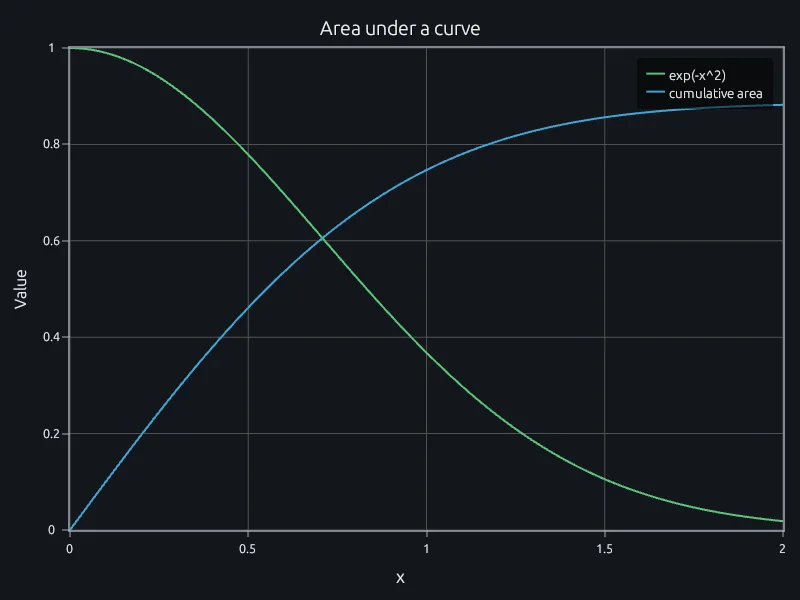 Area under a curve
exp(-x^2)
cumulative area
Value
1
0.8
0.6
0.4
0.2
0
0 0.5 1 1.5 2
x